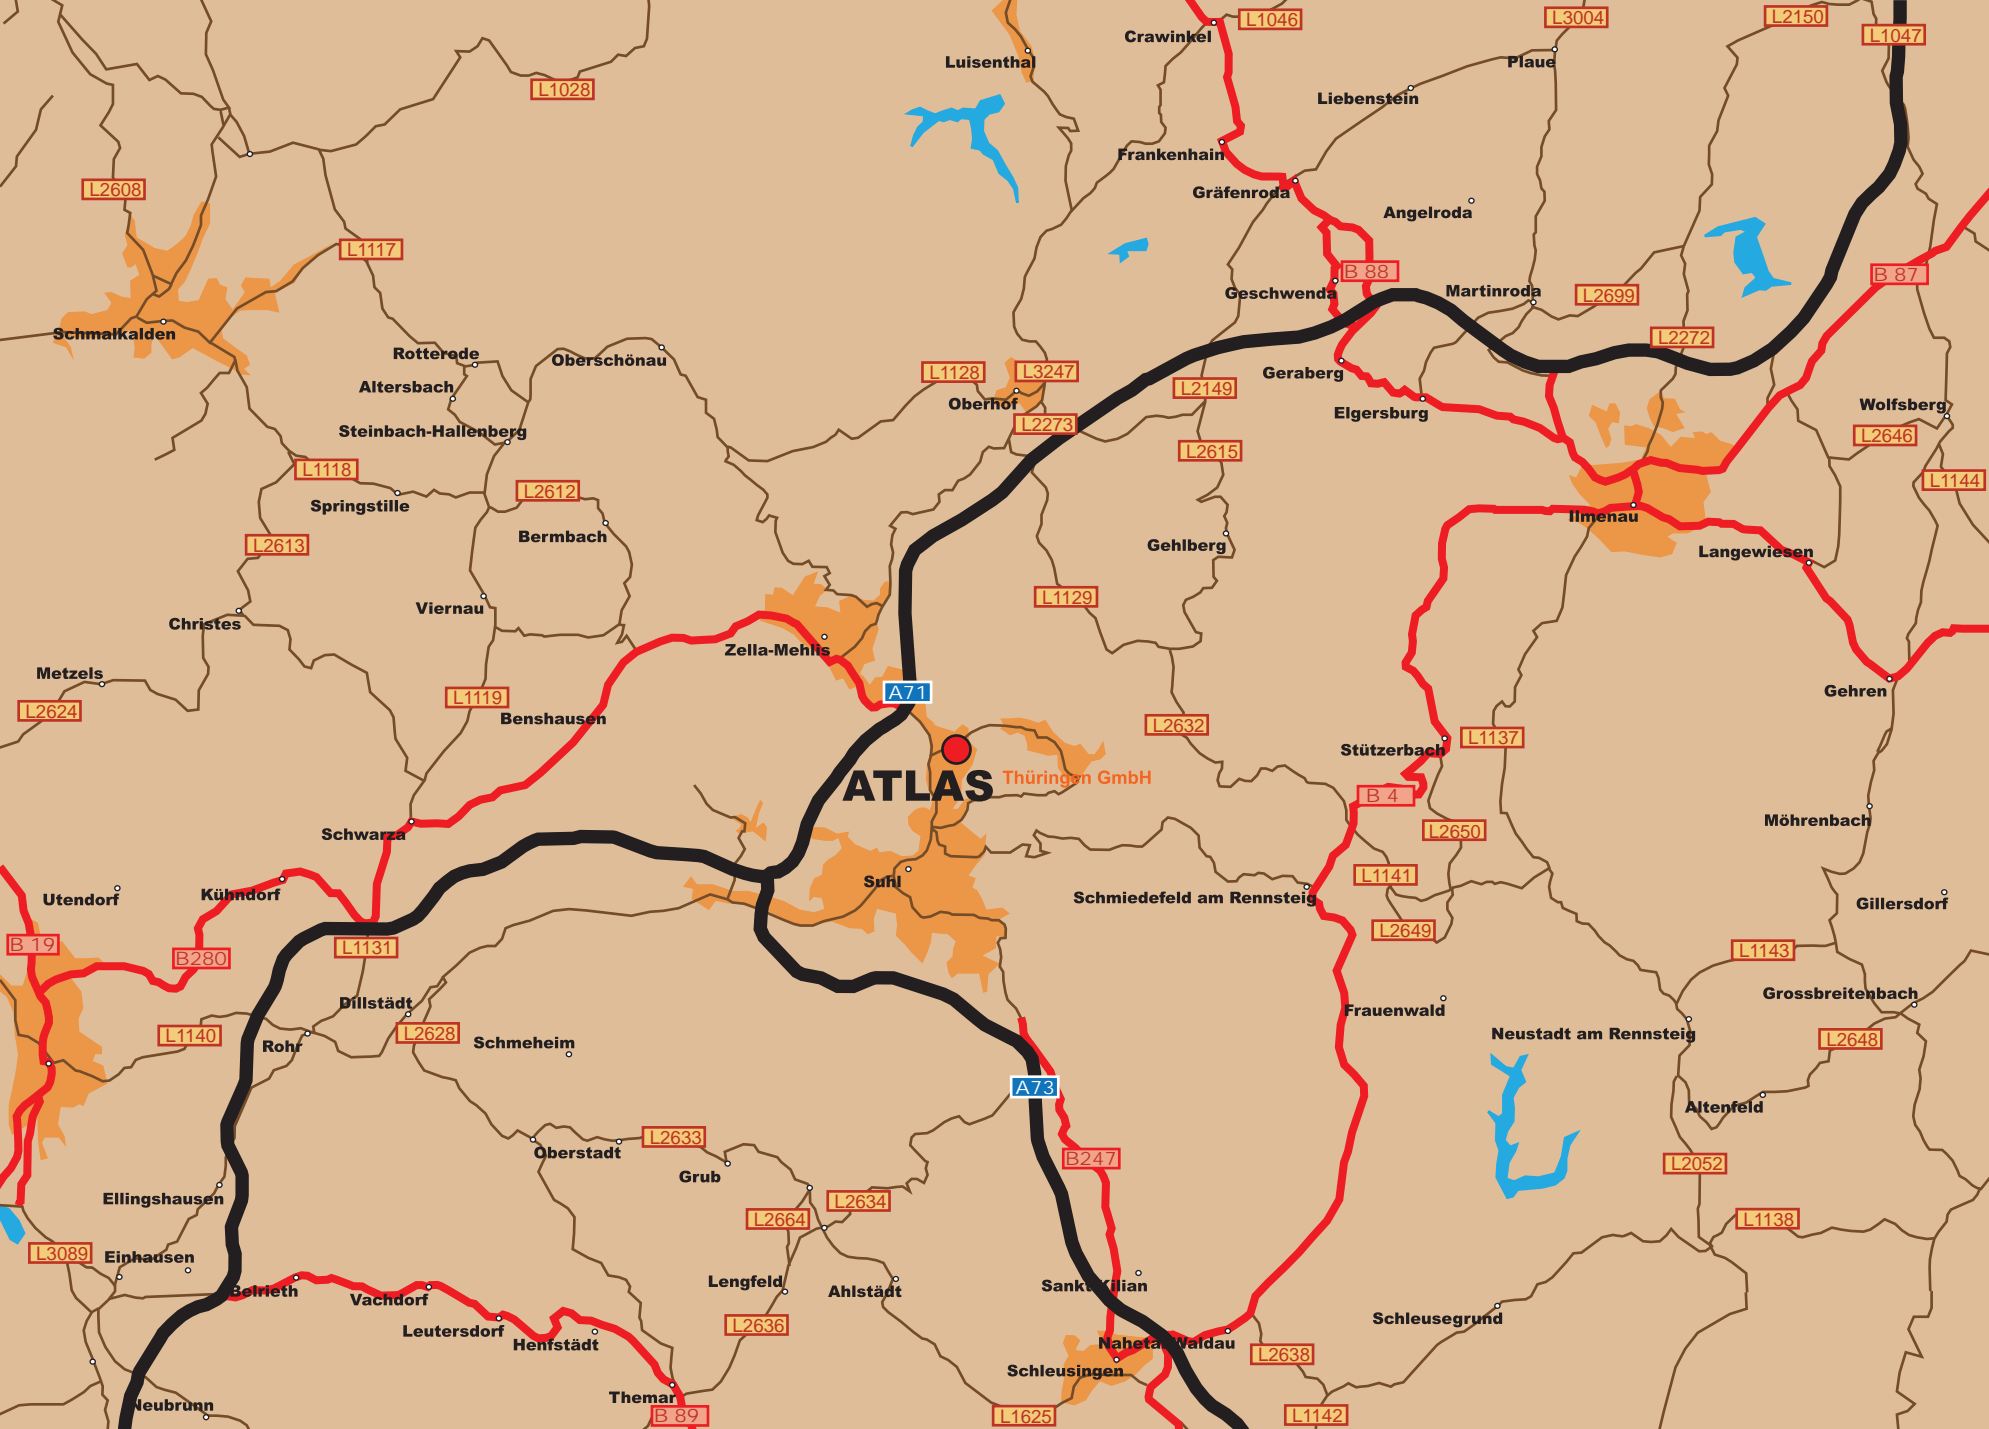 L1046
L3004
L2150
L1047
Crawinkel
Luisenthal
Plaue
L1028
Liebenstein
Frankenhain
L2608
Gräfenroda
Angelroda
L1117
B 88
B 87
Geschwenda
Martinroda
L2699
Schmalkalden
L2272
Rotterode
Oberschönau
L1128
L3247
Geraberg
Altersbach
L2149
Oberhof
Wolfsberg
Elgersburg
L2273
Steinbach-Hallenberg
L2646
L2615
L1118
L1144
L2612
Springstille
Ilmenau
Bermbach
L2613
Gehlberg
Langewiesen
L1129
Viernau
Christes
Zella-Mehlis
Metzels
A71
Gehren
L1119
L2624
Benshausen
L2632
L1137
Stützerbach
ATLAS
Thüringen GmbH
B 4
Möhrenbach
L2650
Schwarza
L1141
Suhl
Kühndorf
Utendorf
Schmiedefeld am Rennsteig
Gillersdorf
L2649
B 19
L1131
L1143
B280
Grossbreitenbach
Dillstädt
Frauenwald
L1140
L2628
Neustadt am Rennsteig
L2648
Rohr
Schmeheim
A73
Altenfeld
L2633
Oberstadt
B247
L2052
Grub
Ellingshausen
L2634
L2664
L1138
L3089
Einhausen
Lengfeld
Sankt Kilian
Belrieth
Ahlstädt
Vachdorf
Schleusegrund
L2636
Leutersdorf
Henfstädt
Nahetal Waldau
L2638
Schleusingen
Themar
Neubrunn
B 89
L1625
L1142